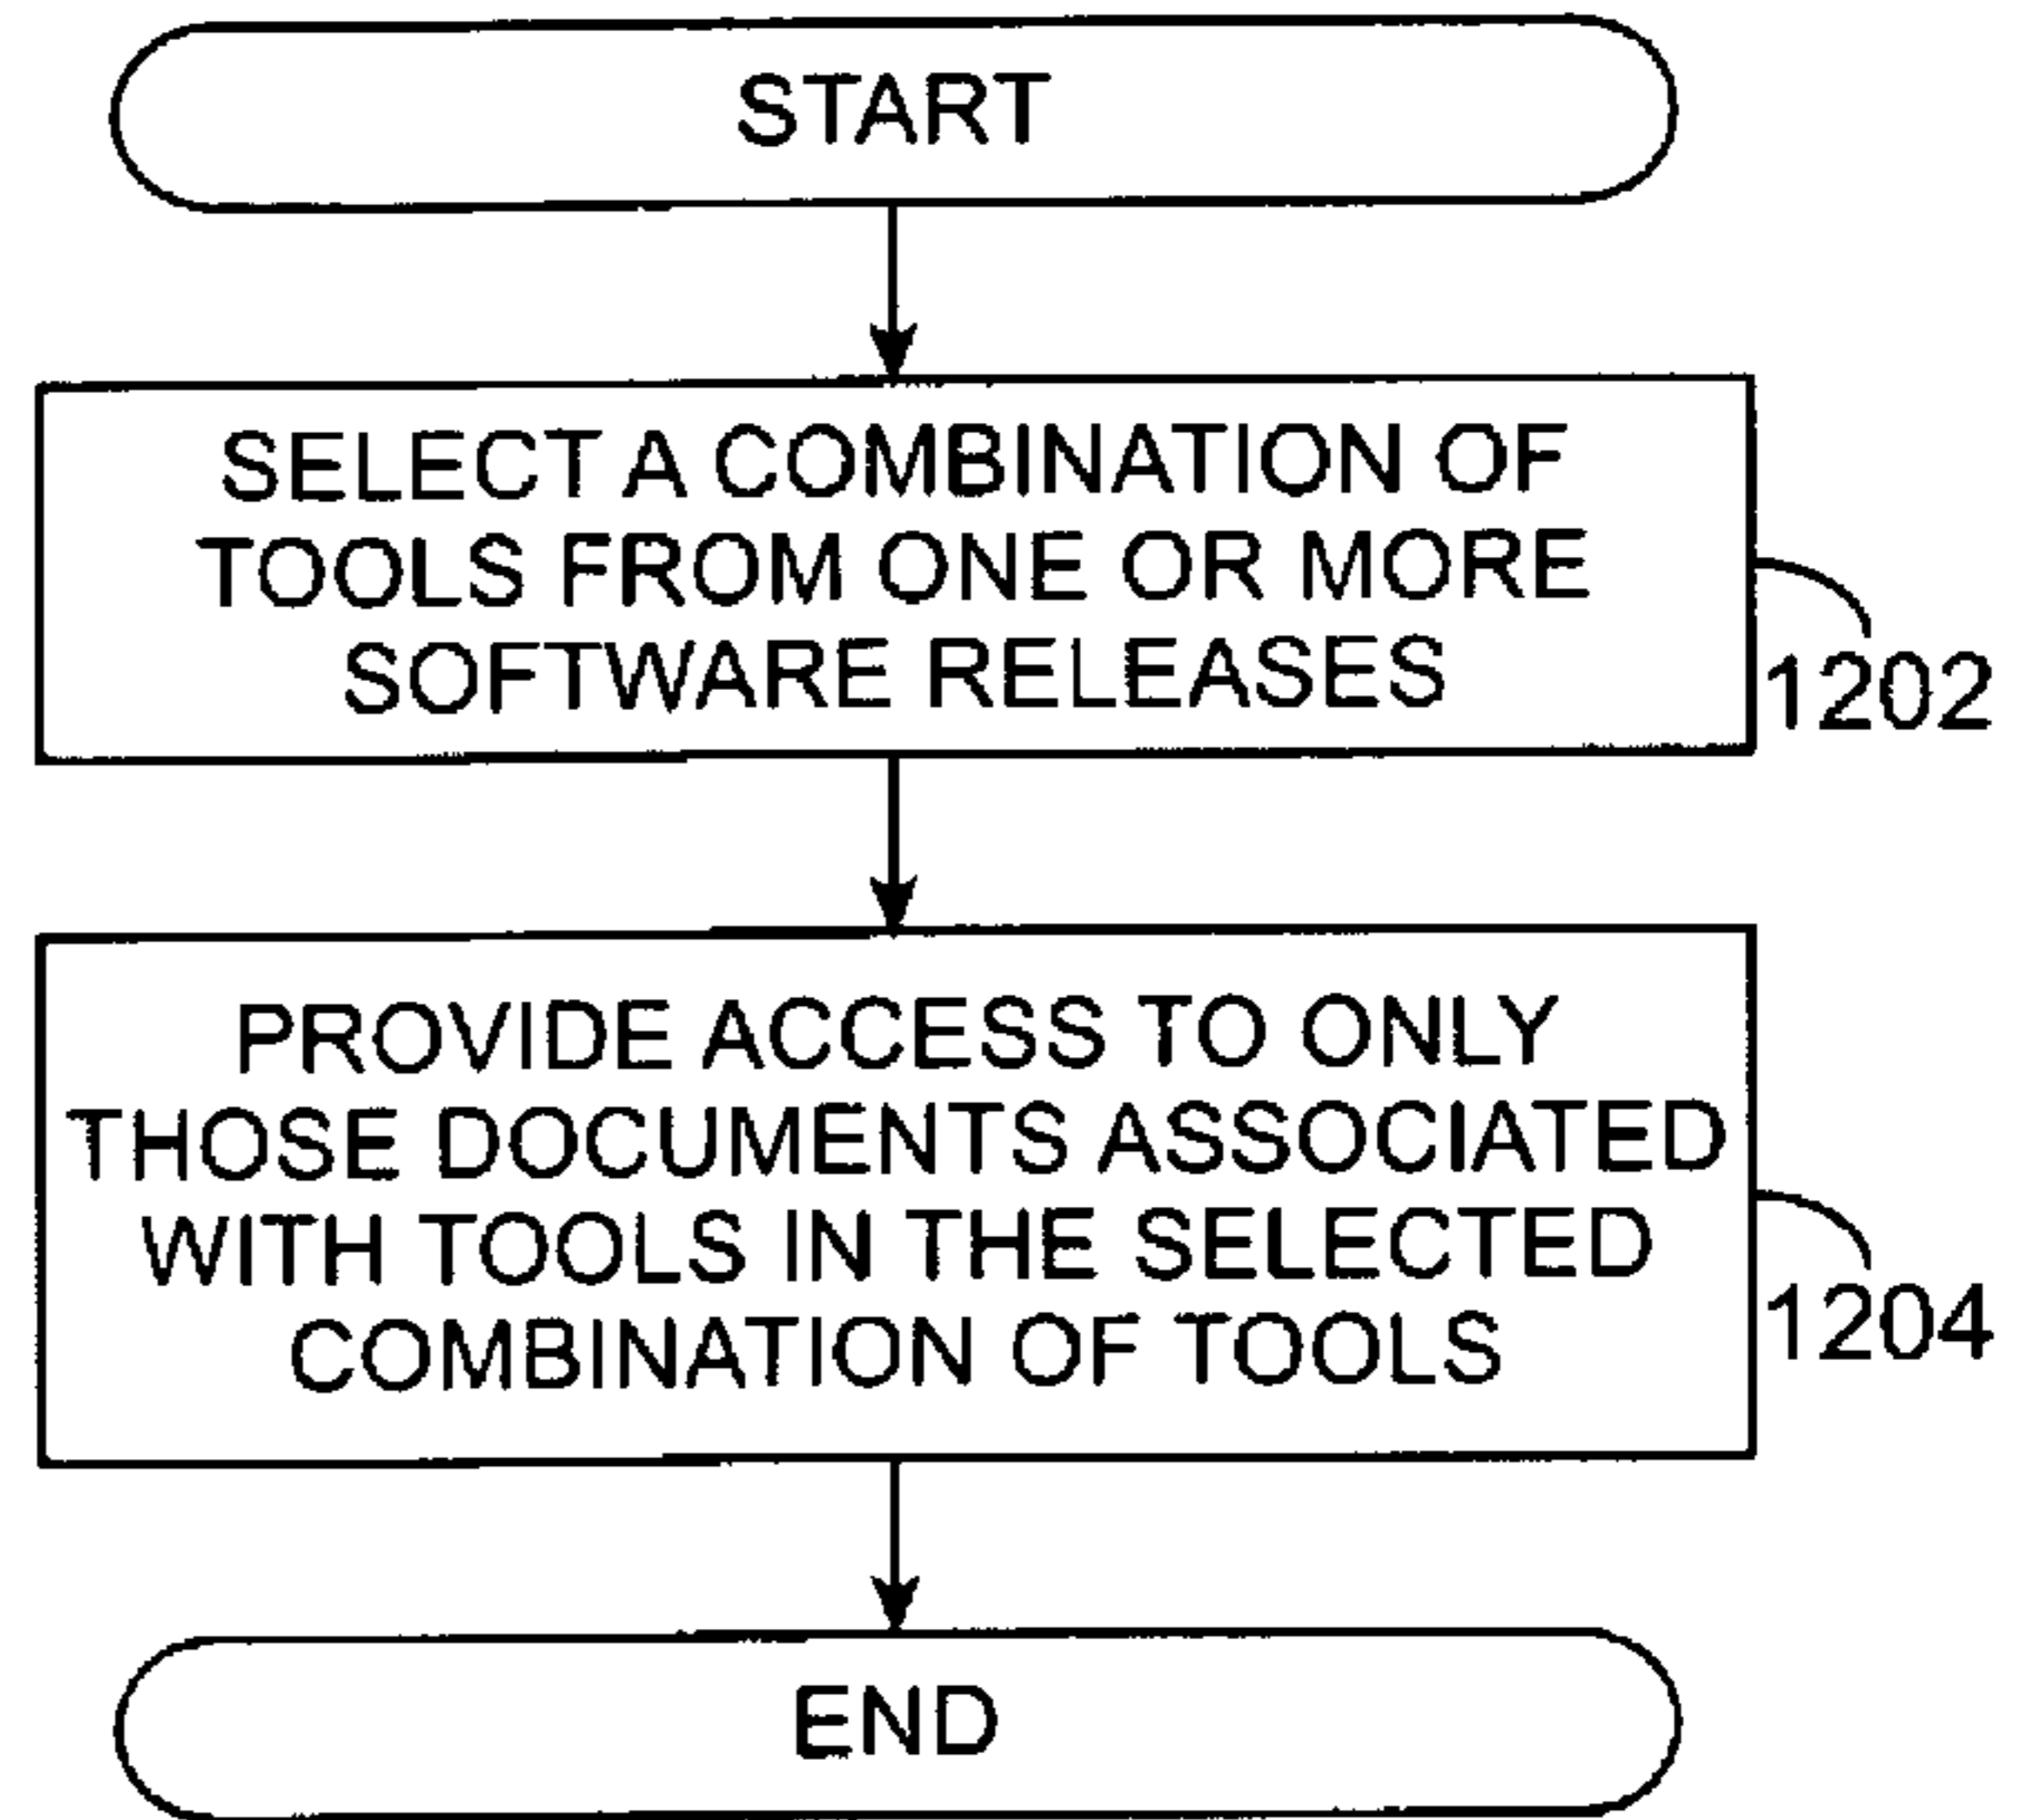 START
SELECT A COMBINATION OF
TOOLS FROM ONE OR MORE
SOFTWARE RELEASES
1202
PROVIDE ACCESS TO ONLY
THOSE DOCUMENTS ASSOCIATED
WITH TOOLS IN THE SELECTED
COMBINATION OF TOOLS
1204
END